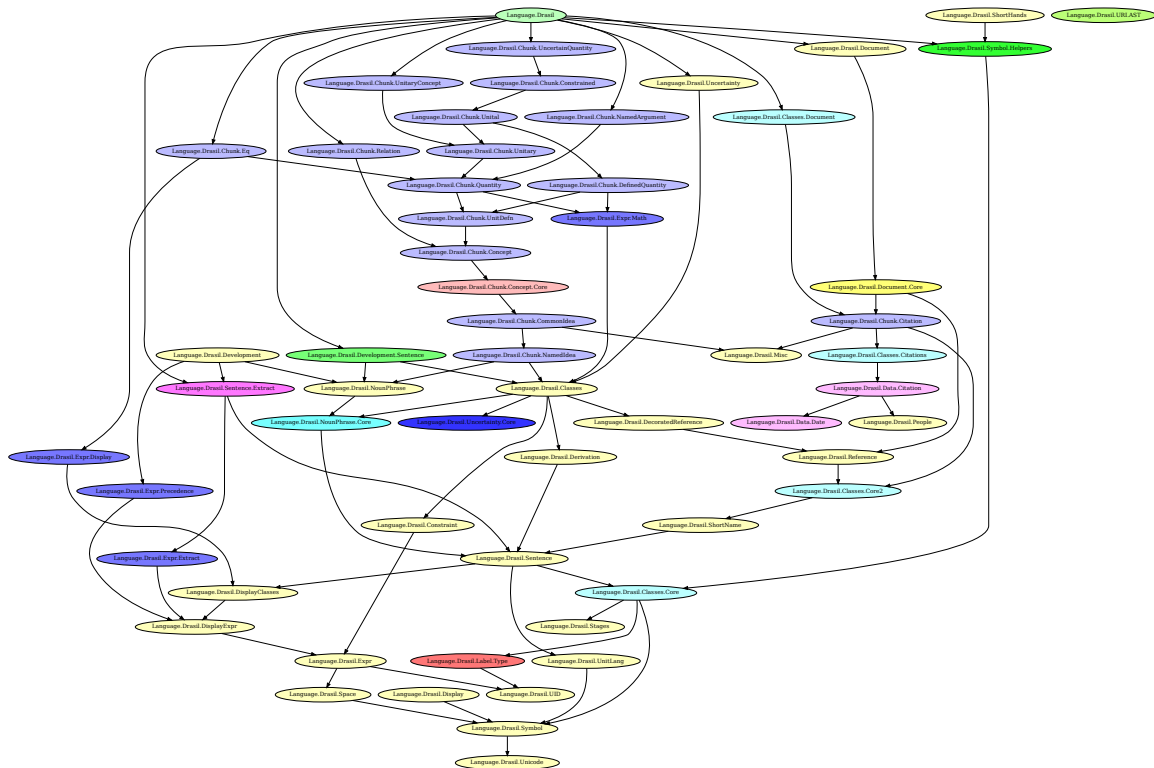 Language.Drasil
Language.Drasil.ShortHands
Language.Drasil.URI.AST
Language.Drasil.Chunk.UncertainQuantity
Language.Drasil.Document
Language.Drasil.Symbol.Helpers
Language.Drasil.Chunk.UnitaryConcept
Language.Drasil.Chunk.Constrained
Language.Drasil.Uncertainty
Language.Drasil.Chunk.Unital
Language.Drasil.Chunk.NamedArgument
Language.Drasil.Classes.Document
Language.Drasil.Chunk.Eq
Language.Drasil.Chunk.Relation
Language.Drasil.Chunk.Unitary
Language.Drasil.Chunk.Quantity
Language.Drasil.Chunk.DefinedQuantity
Language.Drasil.Chunk.UnitDefn
Language.Drasil.Expr.Math
Language.Drasil.Chunk.Concept
Language.Drasil.Chunk.Concept.Core
Language.Drasil.Document.Core
Language.Drasil.Chunk.CommonIdea
Language.Drasil.Chunk.Citation
Language.Drasil.Development
Language.Drasil.Development.Sentence
Language.Drasil.Chunk.NamedIdea
Language.Drasil.Misc
Language.Drasil.Classes.Citations
Language.Drasil.Sentence.Extract
Language.Drasil.NounPhrase
Language.Drasil.Classes
Language.Drasil.Data.Citation
Language.Drasil.NounPhrase.Core
Language.Drasil.Uncertainty.Core
Language.Drasil.DecoratedReference
Language.Drasil.Data.Date
Language.Drasil.People
Language.Drasil.Expr.Display
Language.Drasil.Derivation
Language.Drasil.Reference
Language.Drasil.Expr.Precedence
Language.Drasil.Classes.Core2
Language.Drasil.Constraint
Language.Drasil.ShortName
Language.Drasil.Expr.Extract
Language.Drasil.Sentence
Language.Drasil.DisplayClasses
Language.Drasil.Classes.Core
Language.Drasil.DisplayExpr
Language.Drasil.Stages
Language.Drasil.Expr
Language.Drasil.Label.Type
Language.Drasil.UnitLang
Language.Drasil.Space
Language.Drasil.Display
Language.Drasil.UID
Language.Drasil.Symbol
Language.Drasil.Unicode